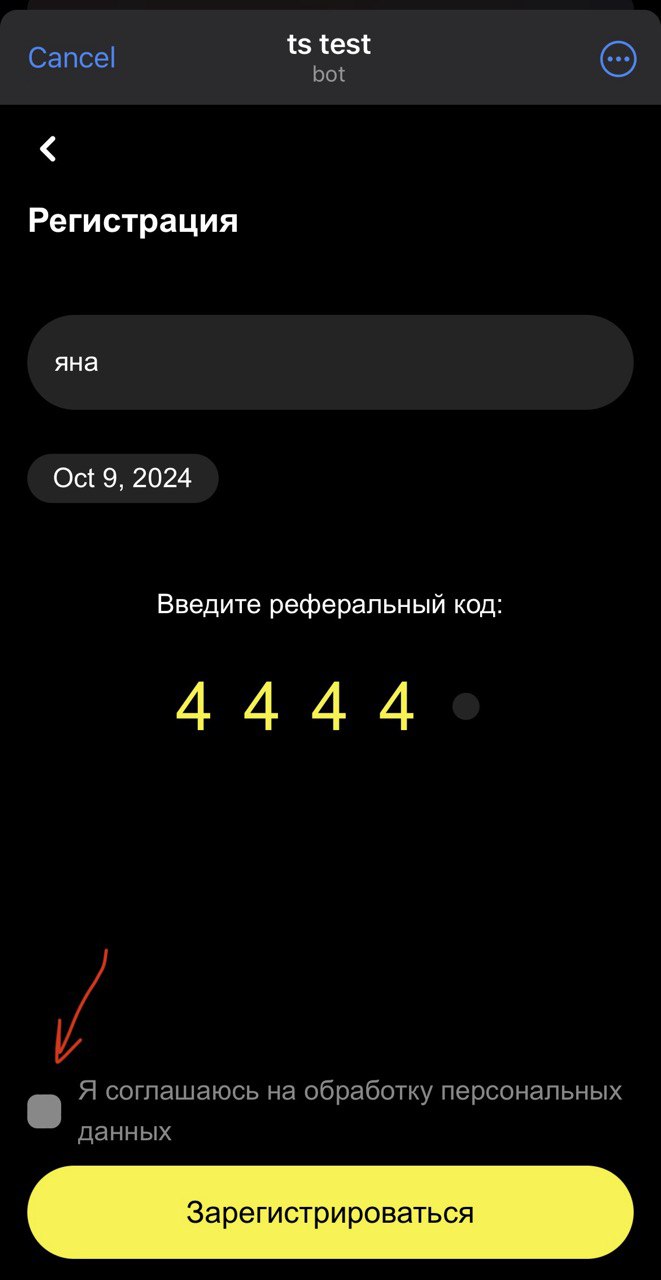 Cancel
ts test
bot
Регистрация
яна
Oct 9, 2024
Введите реферальный код:
4 4 4 4
Я соглашаюсь на обработку персональных
данных
Зарегистрироваться